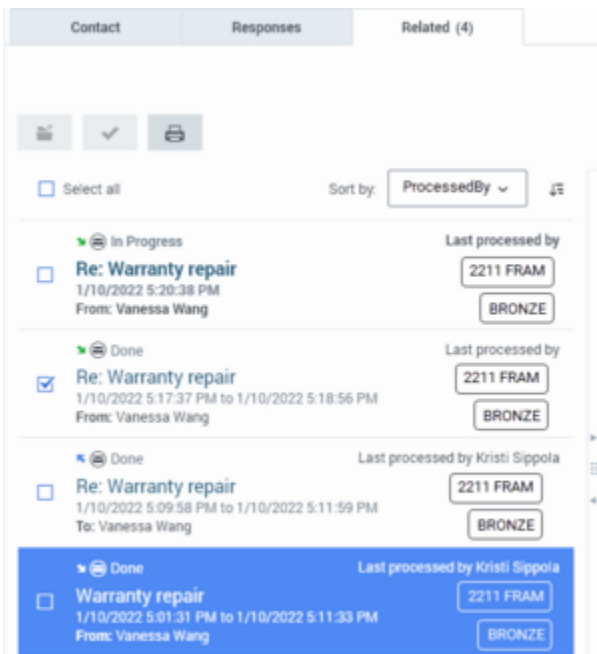 Contact Responses Related (4)
Select all Sort by: ProcessedBy
In Progress Last processed by
Re: Warranty repair 2211 FRAM
1/10/2022 5:20:38 PM
From: Vanessa Wang BRONZE
Done Last processed by
Re: Warranty repair 2211 FRAM
1/10/2022 5:17:37 PM to 1/10/2022 5:18:56 PM
From: Vanessa Wang BRONZE
Done Last processed by Kristi Sippola
Re: Warranty repair 2211 FRAM
1/10/2022 5:09:58 PM to 1/10/2022 5:11:59 PM
To: Vanessa Wang BRONZE
Done Last processed by Kristi Sippola
Warranty repair 2211 FRAM
1/10/2022 5:01:31 PM to 1/10/2022 5:11:33 PM
From: Vanessa Wang BRONZE